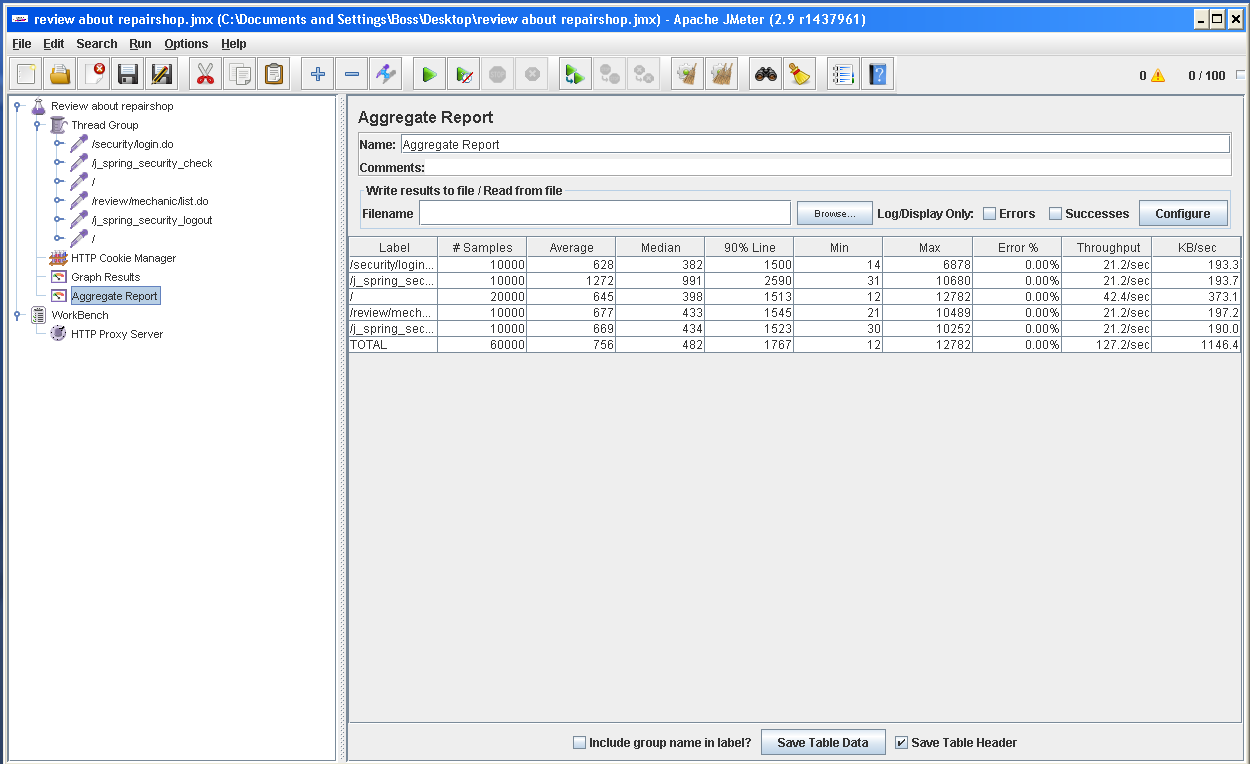 review about repairshop.jmx (C:\Documents and Settings\Boss\Desktop\review about repairshop.jmx) - Apache JMeter (2.9 r1437961)
File Edit Search Run Options Help
0 0 / 100
Review about repairshop
Thread Group
/security/login.do
/j_spring_security_check
/
/review/mechanic/list.do
/j_spring_security_logout
/
HTTP Cookie Manager
Graph Results
Aggregate Report
WorkBench
HTTP Proxy Server
Aggregate Report
Name: Aggregate Report
Comments:
Write results to file / Read from file
Filename Browse... Log/Display Only: Errors Successes Configure
Label # Samples Average Median 90% Line Min Max Error % Throughput KB/sec
/security/login... 10000 628 382 1500 14 6878 0.00% 21.2/sec 193.3
/j_spring_sec... 10000 1272 991 2590 31 10680 0.00% 21.2/sec 193.7
/ 20000 645 398 1513 12 12782 0.00% 42.4/sec 373.1
/review/mech... 10000 677 433 1545 21 10489 0.00% 21.2/sec 197.2
/j_spring_sec... 10000 669 434 1523 30 10252 0.00% 21.2/sec 190.0
TOTAL 60000 756 482 1767 12 12782 0.00% 127.2/sec 1146.4
Include group name in label? Save Table Data Save Table Header